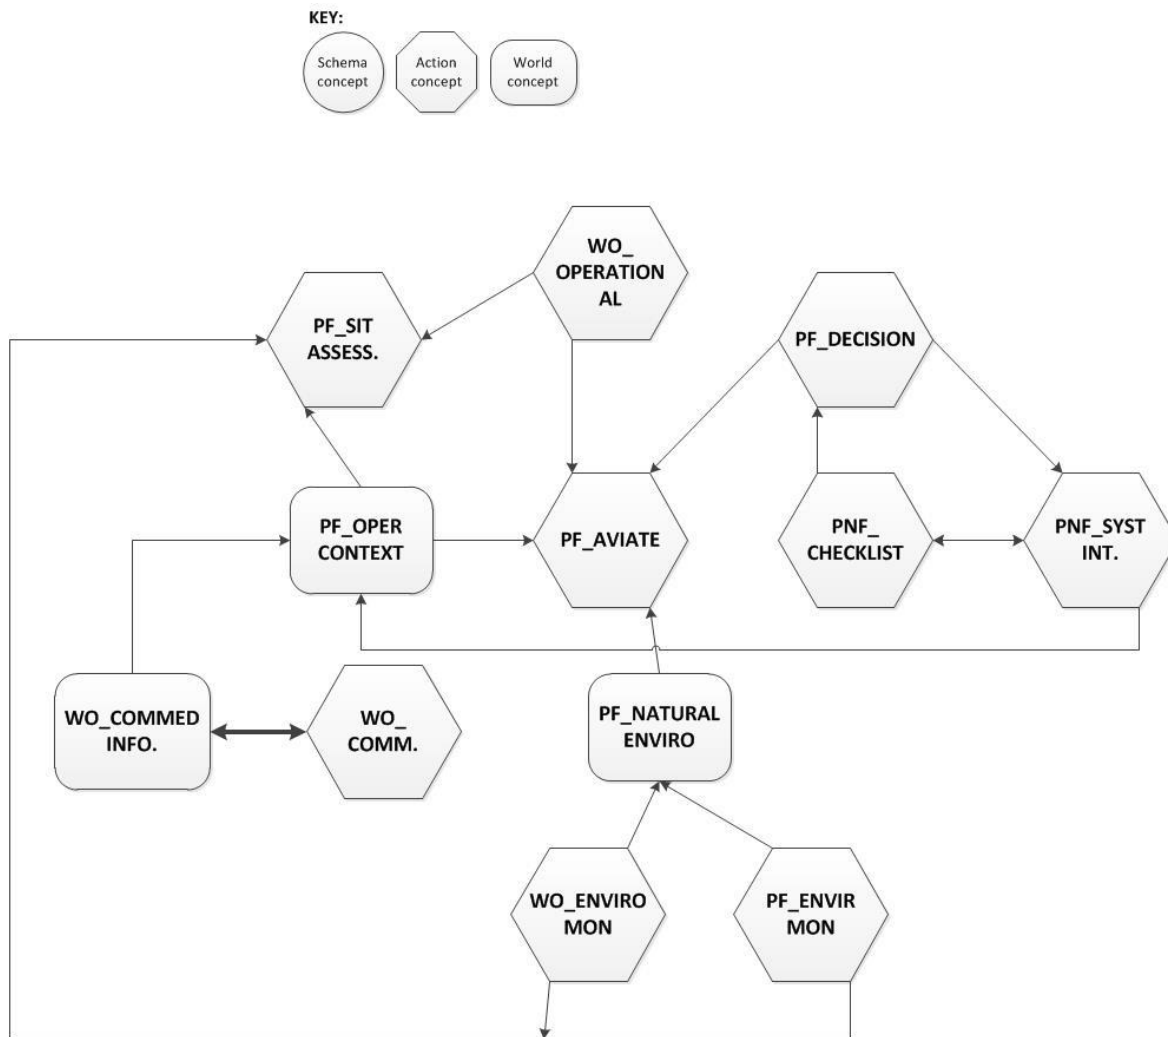 KEY:
Schema
concept
Action
concept
World
concept
WO_
OPERATION
AL
PF_SIT
ASSESS.
PF_DECISION
PF_OPER
CONTEXT
PF_AVIATE
PNF_
CHECKLIST
PNF_SYST
INT.
WO_COMMED
INFO.
WO_
COMM.
PF_NATURAL
ENVIRO
WO_ENVIRO
MON
PF_ENVIR
MON